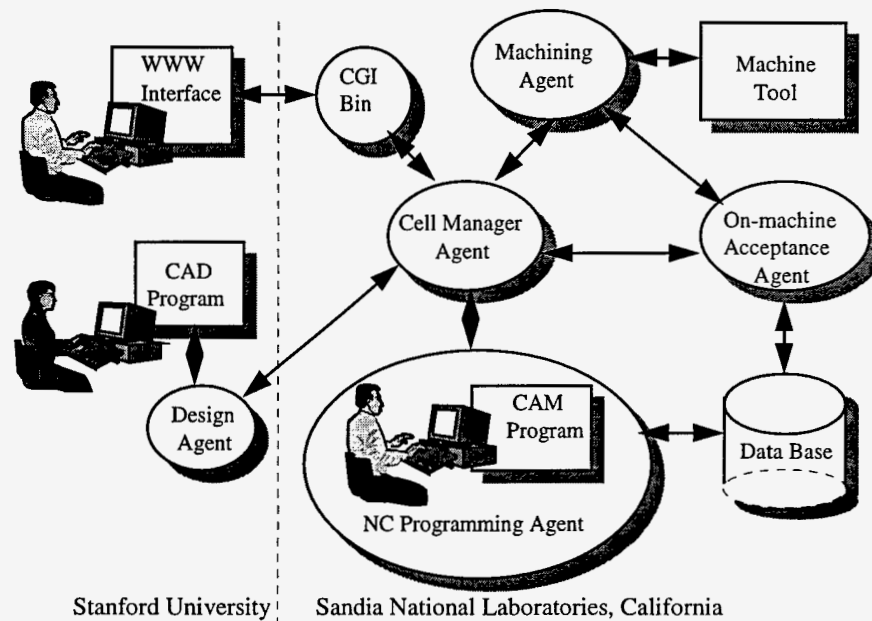 WWW
Interface
CGI
Bin
Machining
Agent
Machine
Tool
Cell Manager
Agent
On-machine
Acceptance
Agent
CAD
Program
Design
Agent
CAM
Program
NC Programming Agent
Data Base
Stanford University
Sandia National Laboratories, California